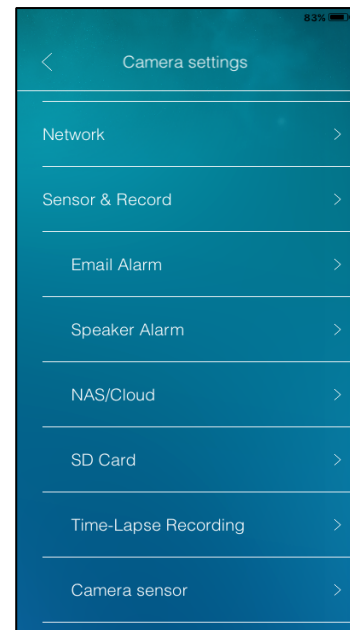 83%
Camera settings
Network
Sensor & Record
Email Alarm
Speaker Alarm
NAS/Cloud
SD Card
Time-Lapse Recording
Camera sensor